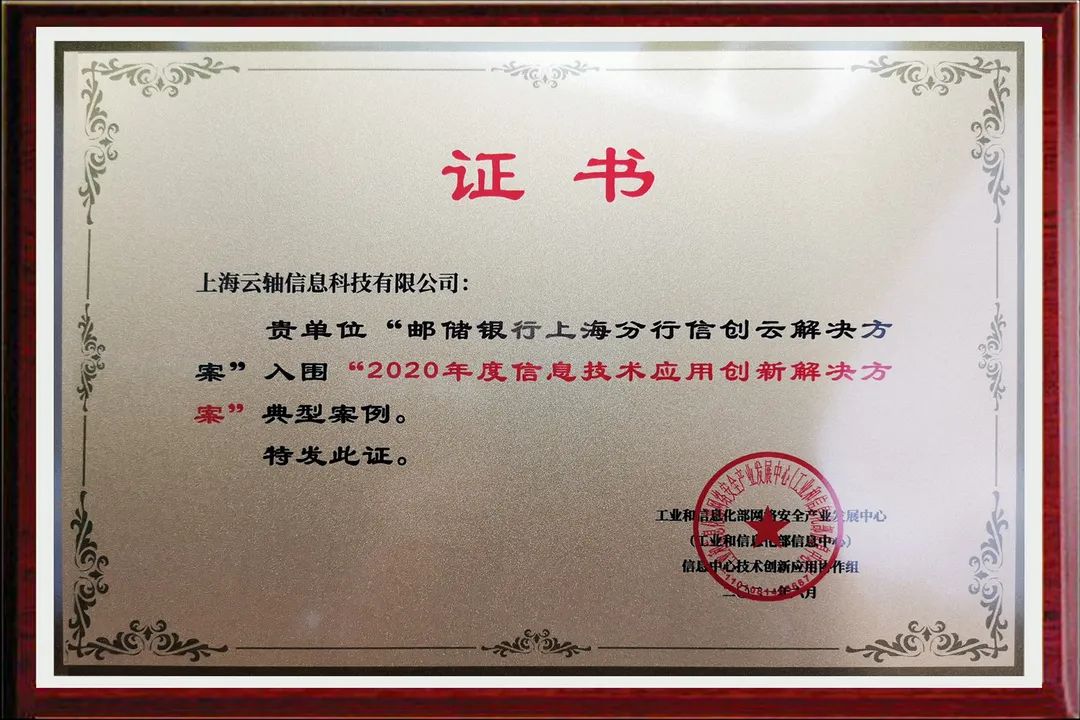 证书
上海云轴信息科技有限公司：
贵单位“邮储银行上海分行信创云解决方
案”入围“2020年度信息技术应用创新解决方
案”典型案例。
特发此证。
工业和信息化部网络安全产业发展中心
（工业和信息化部信息中心）
信息中心技术创新应用协作组
年六月